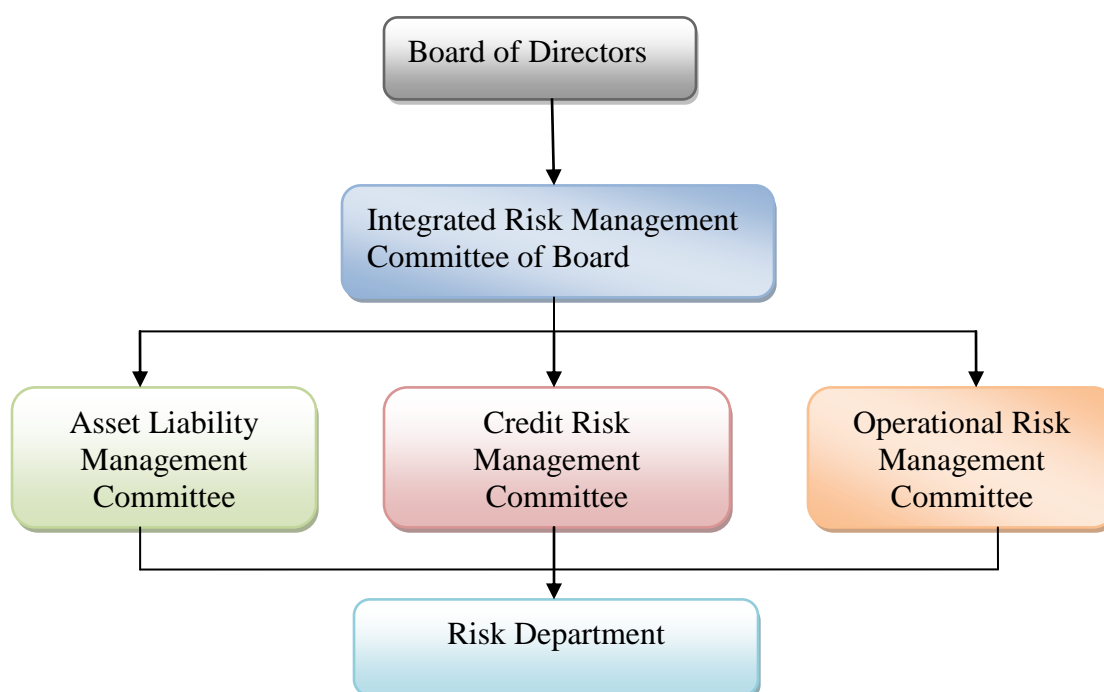 Board of Directors
Integrated Risk Management
Committee of Board
Asset Liability
Management
Committee
Credit Risk
Management
Committee
Operational Risk
Management
Committee
Risk Department